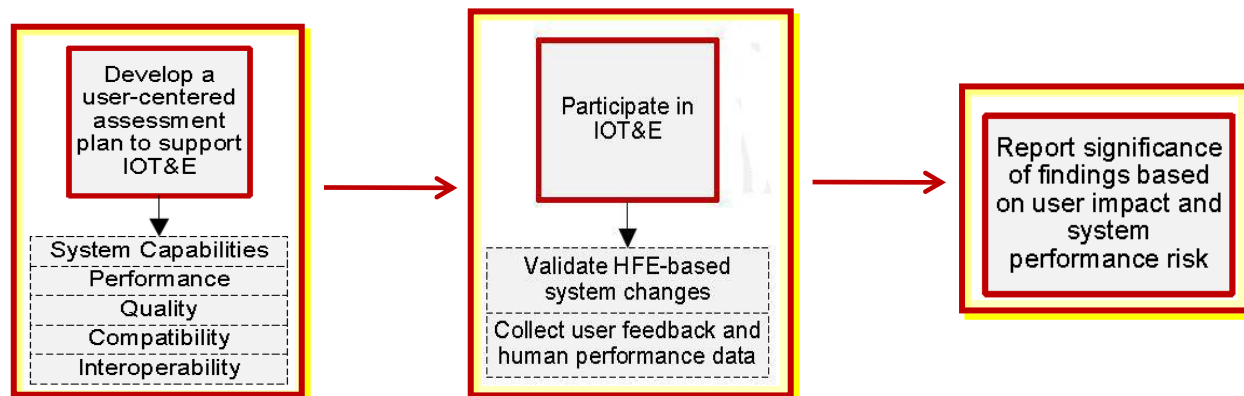 Develop a
user-centered
assessment
plan to support
IOT&E
System Capabilities
Performance
Quality
Compatibility
Interoperability
Participate in
IOT&E
Validate HFE-based
system changes
Collect user feedback and
human performance data
Report significance
of findings based
on user impact and
system
performance risk